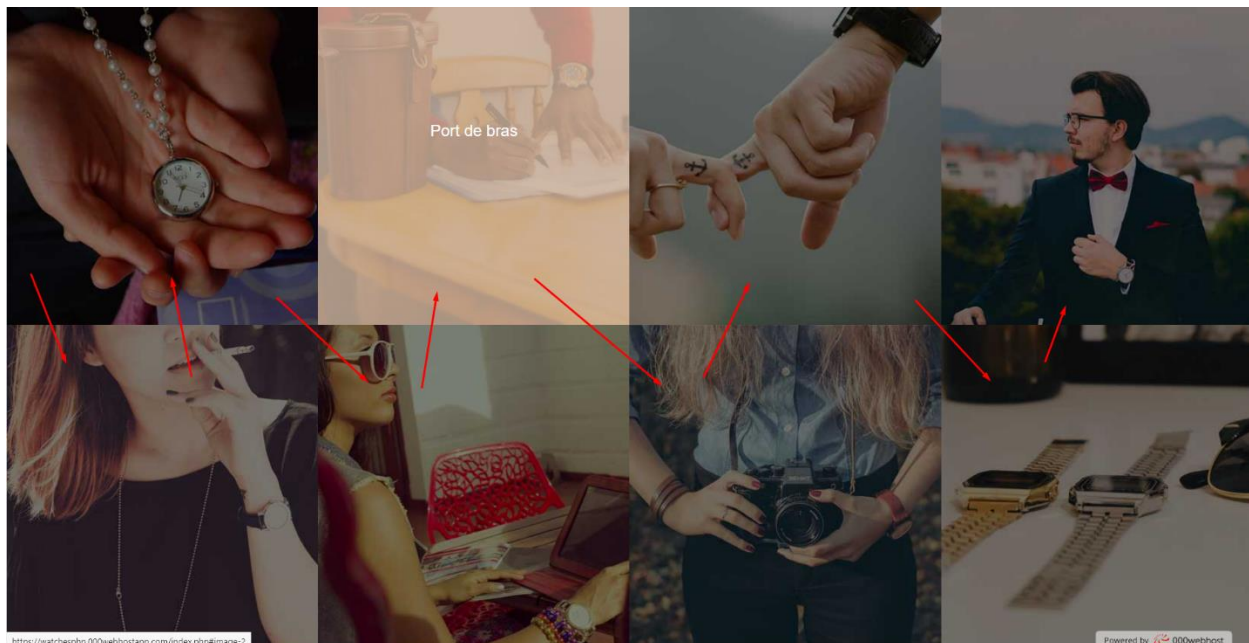 Port de bras
https://watchesphp.000webhostapp.com/index.php#image-2
Powered by 000webhost